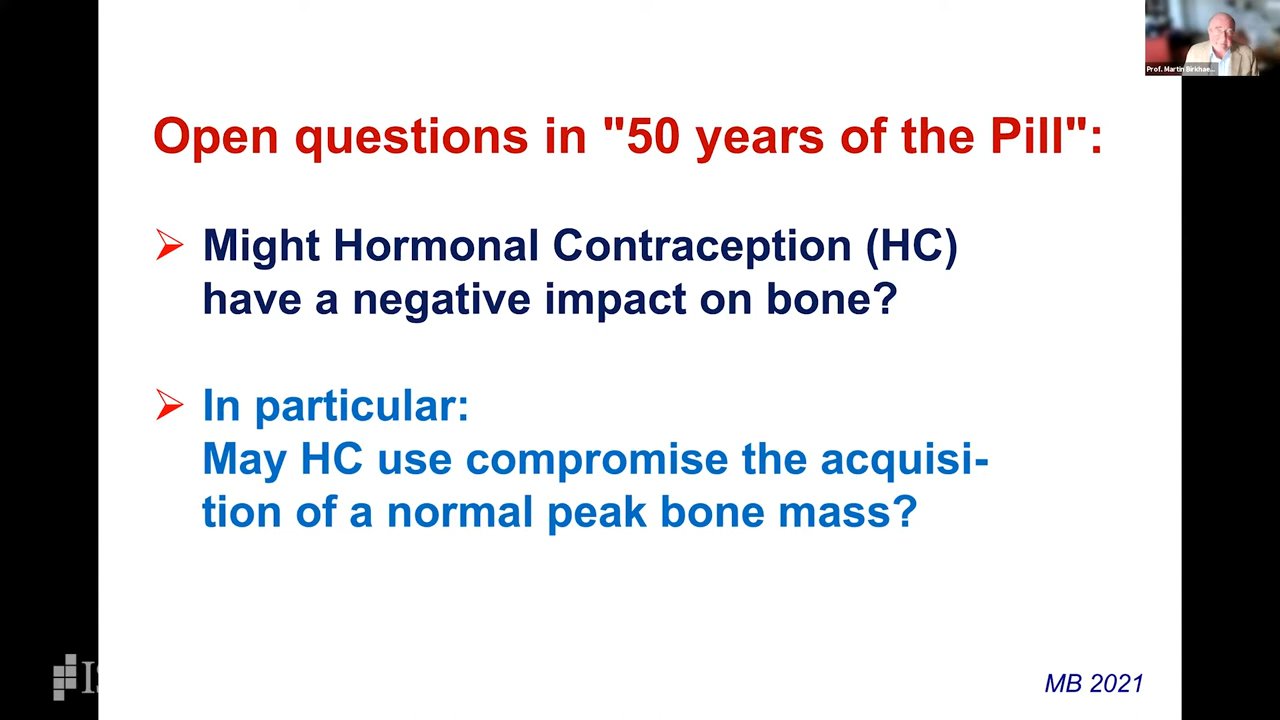 Prof. Martin Birkhae...
Open questions in "50 years of the Pill":
Might Hormonal Contraception (HC)
have a negative impact on bone?
In particular:
May HC use compromise the acquisi-
tion of a normal peak bone mass?
MB 2021